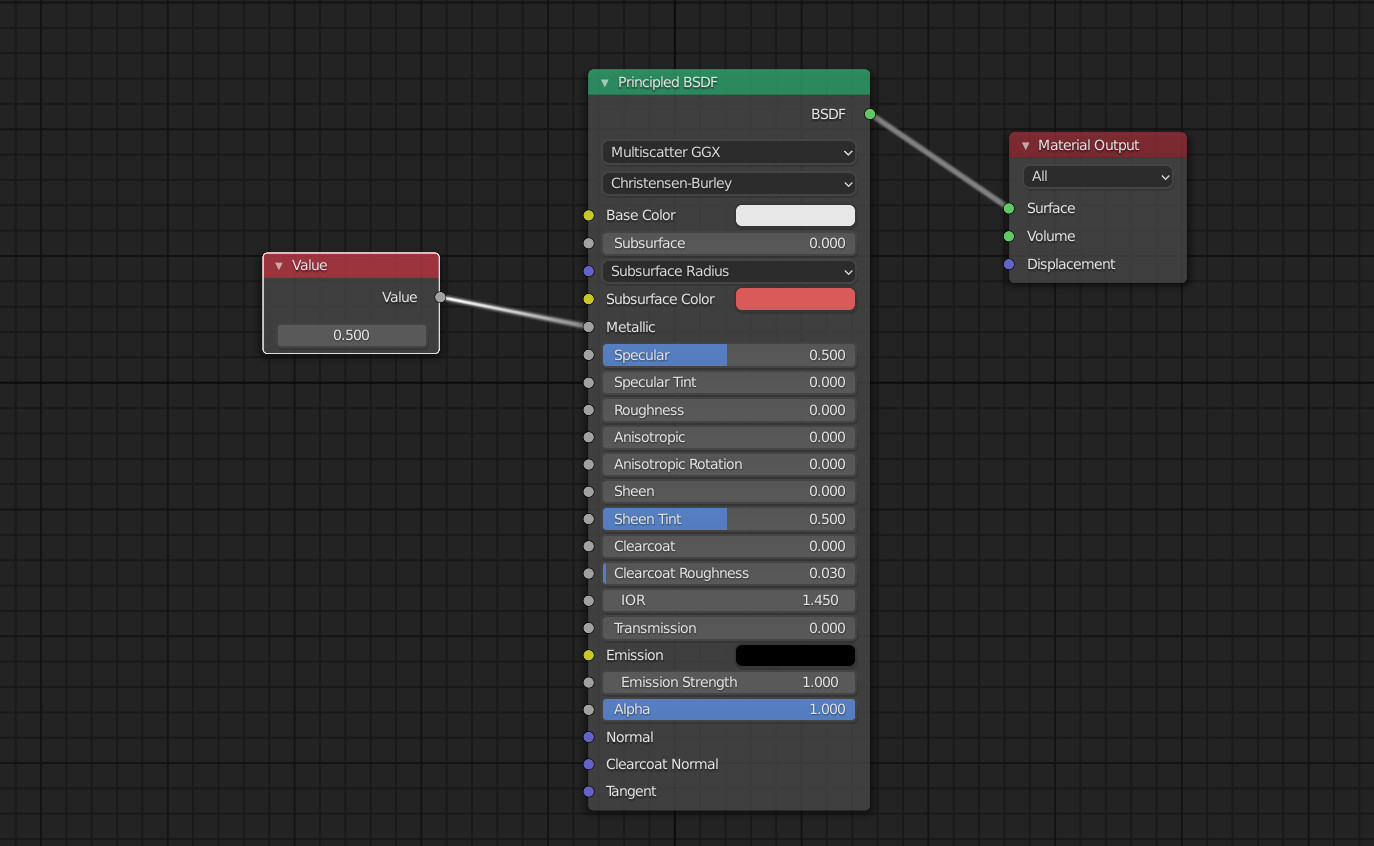 Value
Value
0.500
Principled BSDF
BSDF
Multiscatter GGX
Christensen-Burley
Base Color
Subsurface 0.000
Subsurface Radius
Subsurface Color
Metallic
Specular 0.500
Specular Tint 0.000
Roughness 0.000
Anisotropic 0.000
Anisotropic Rotation 0.000
Sheen 0.000
Sheen Tint 0.500
Clearcoat 0.000
Clearcoat Roughness 0.030
IOR 1.450
Transmission 0.000
Emission
Emission Strength 1.000
Alpha 1.000
Normal
Clearcoat Normal
Tangent
Material Output
All
Surface
Volume
Displacement